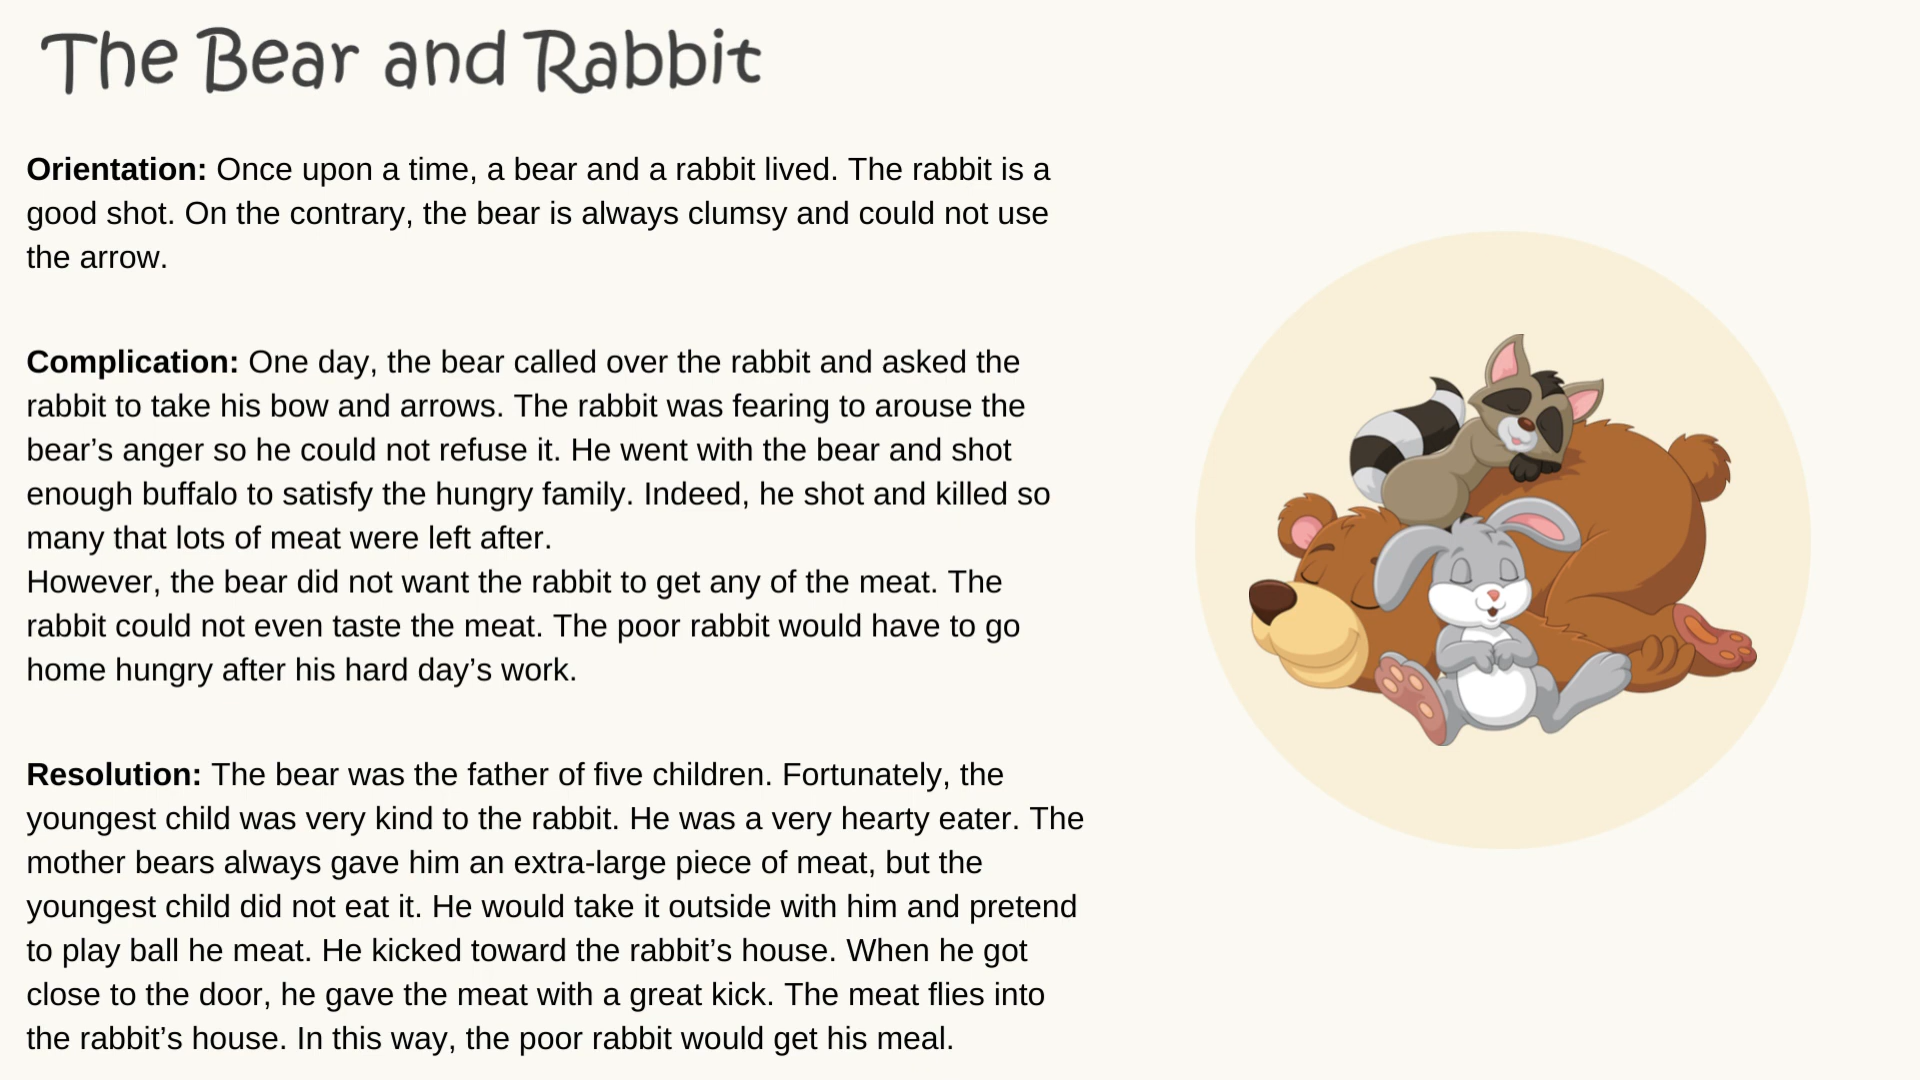 The Bear and Rabbit
Orientation: Once upon a time, a bear and a rabbit lived. The rabbit is a
good shot. On the contrary, the bear is always clumsy and could not use
the arrow.
Complication: One day, the bear called over the rabbit and asked the
rabbit to take his bow and arrows. The rabbit was fearing to arouse the
bear’s anger so he could not refuse it. He went with the bear and shot
enough buffalo to satisfy the hungry family. Indeed, he shot and killed so
many that lots of meat were left after.
However, the bear did not want the rabbit to get any of the meat. The
rabbit could not even taste the meat. The poor rabbit would have to go
home hungry after his hard day’s work.
Resolution: The bear was the father of five children. Fortunately, the
youngest child was very kind to the rabbit. He was a very hearty eater. The
mother bears always gave him an extra-large piece of meat, but the
youngest child did not eat it. He would take it outside with him and pretend
to play ball he meat. He kicked toward the rabbit’s house. When he got
close to the door, he gave the meat with a great kick. The meat flies into
the rabbit’s house. In this way, the poor rabbit would get his meal.